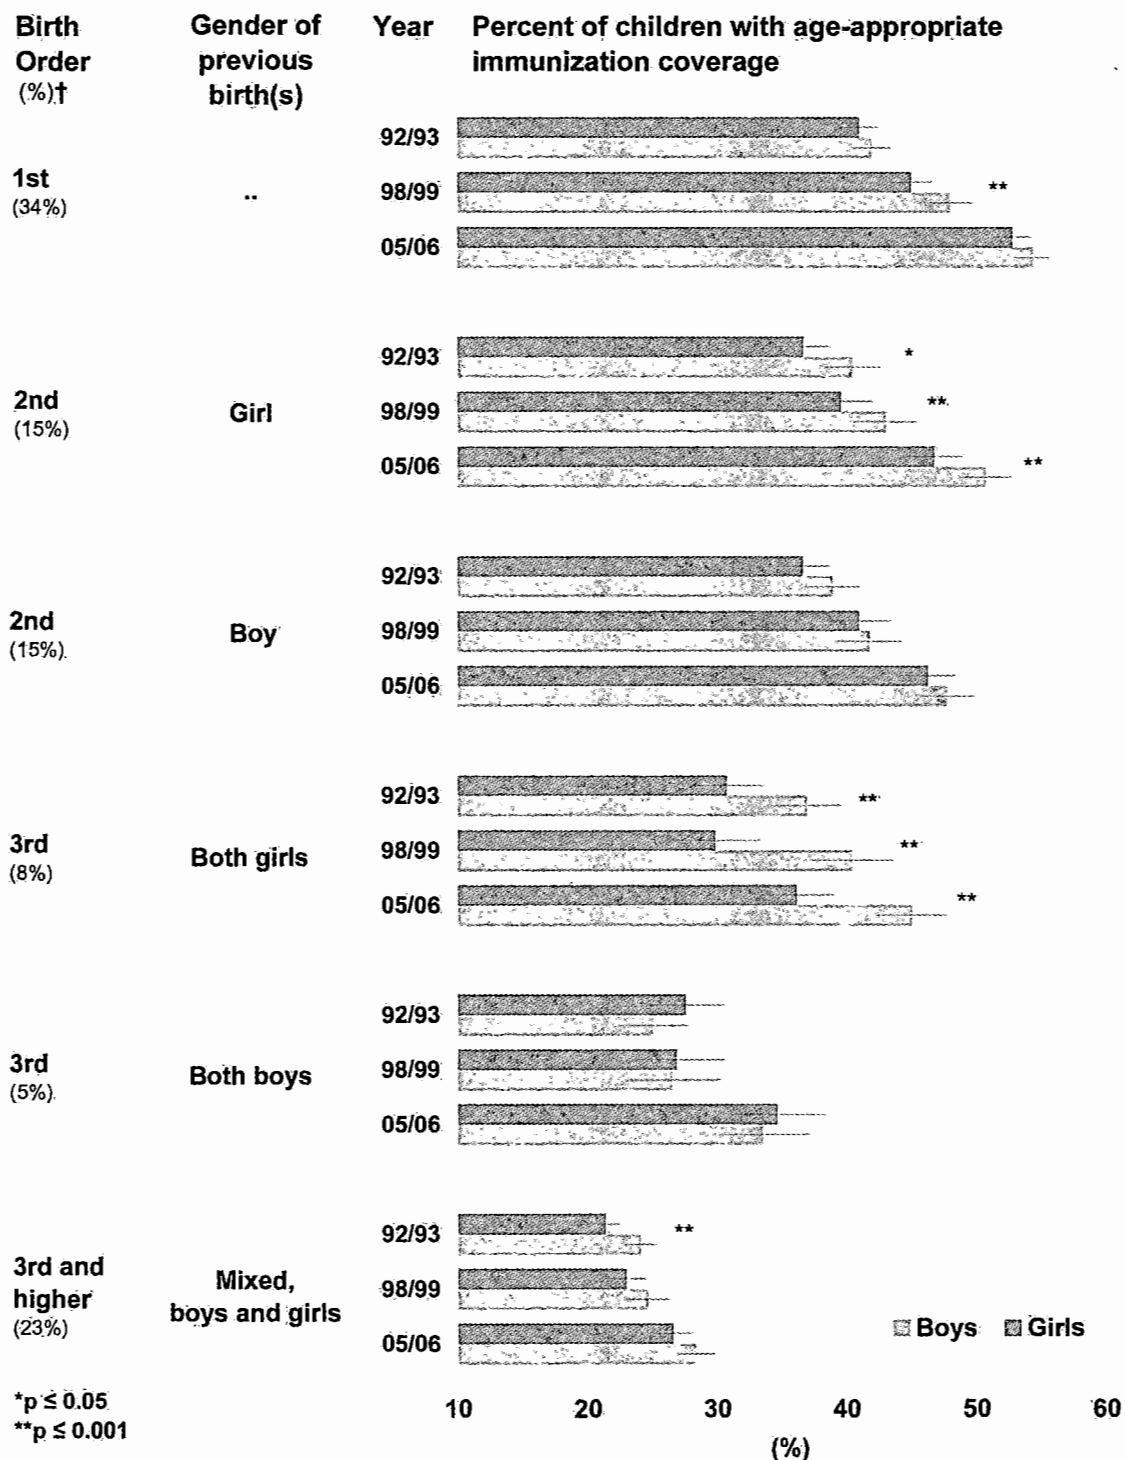 Birth Order (%)† Gender of previous birth(s) Year Percent of children with age-appropriate immunization coverage
92/93
1st (34%) .. 98/99 **
05/06
92/93 *
2nd (15%) Girl 98/99 **
05/06 **
92/93
2nd (15%) Boy 98/99
05/06
92/93 **
3rd (8%) Both girls 98/99 **
05/06 **
92/93
3rd (5%) Both boys 98/99
05/06
92/93 **
3rd and higher (23%) Mixed, boys and girls 98/99
05/06
Boys Girls
*p ≤ 0.05
**p ≤ 0.001
10 20 30 40 50 60
(%)